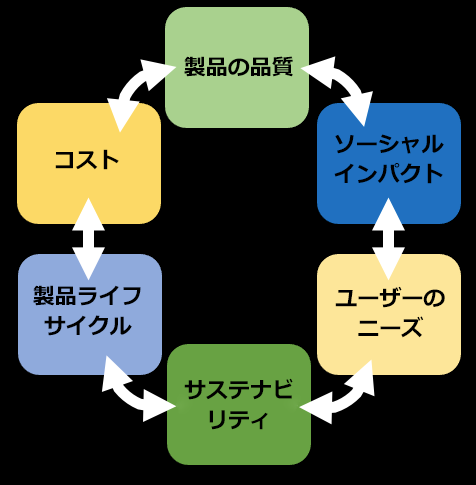 製品の品質
ソーシャル
インパクト
ユーザーの
ニーズ
サステナビ
リティ
製品ライフ
サイクル
コスト